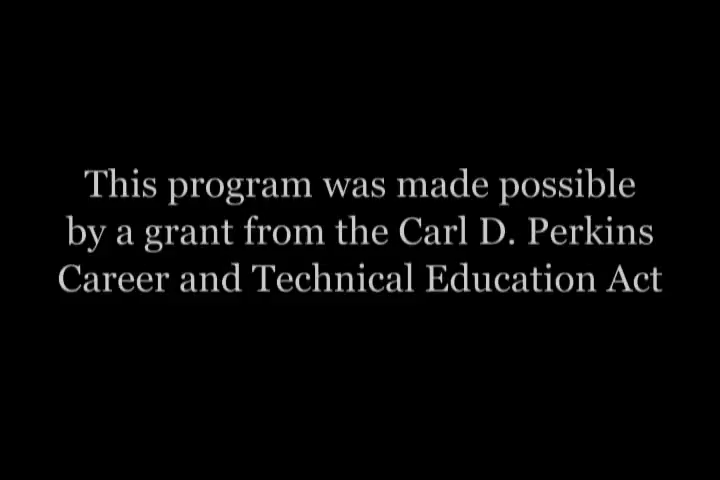 This program was made possible
by a grant from the Carl D. Perkins
Career and Technical Education Act